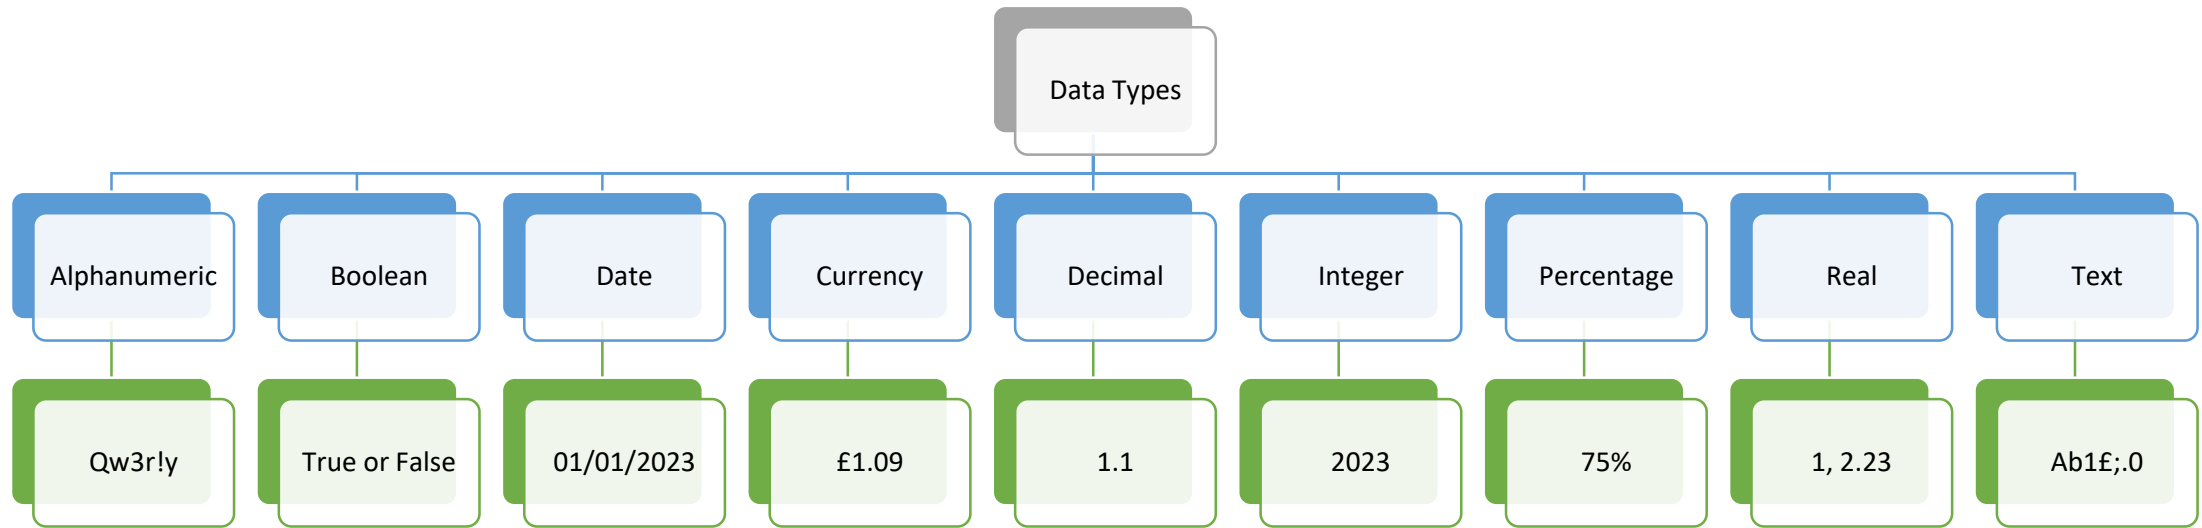 Data Types
Alphanumeric
Boolean
Date
Currency
Decimal
Integer
Percentage
Real
Text
Qw3r!y
True or False
01/01/2023
£1.09
1.1
2023
75%
1, 2.23
Ab1£;.0